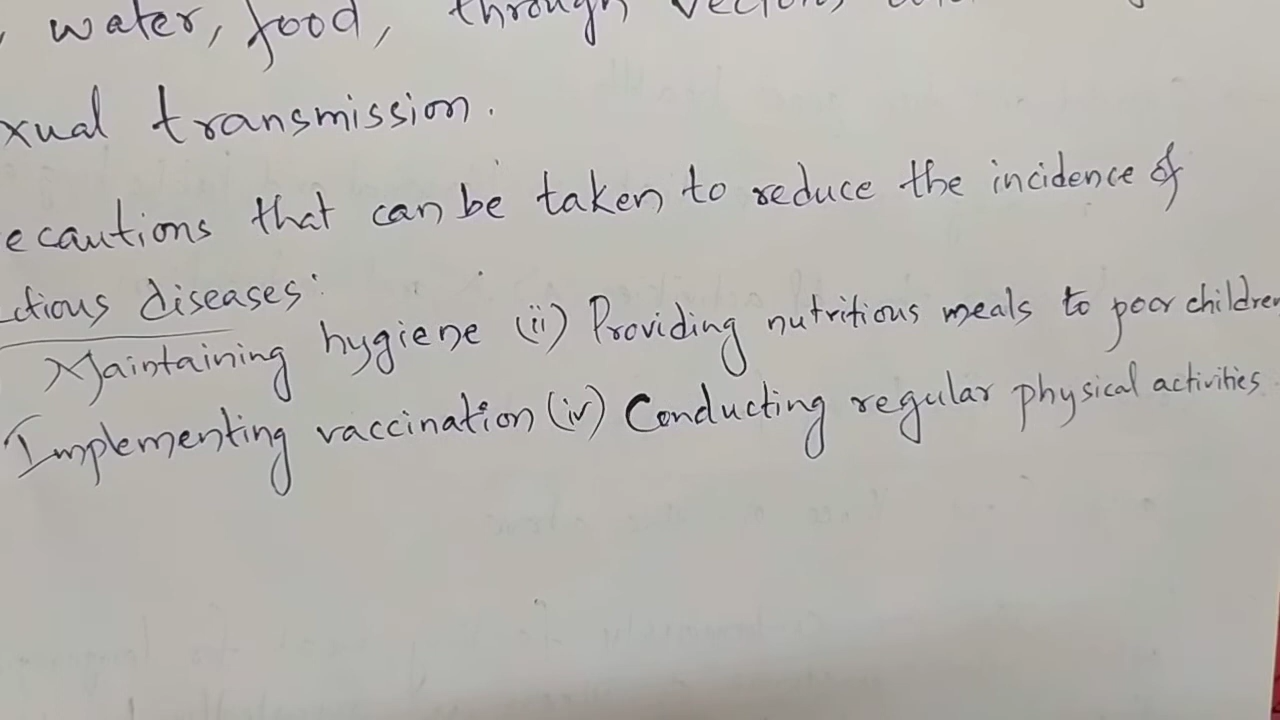 water, food, through vectors
xual transmission.
ecautions that can be taken to reduce the incidence of
ctious diseases:
Maintaining hygiene (ii) Providing nutritious meals to poor children
Implementing vaccination (iv) Conducting regular physical activities.